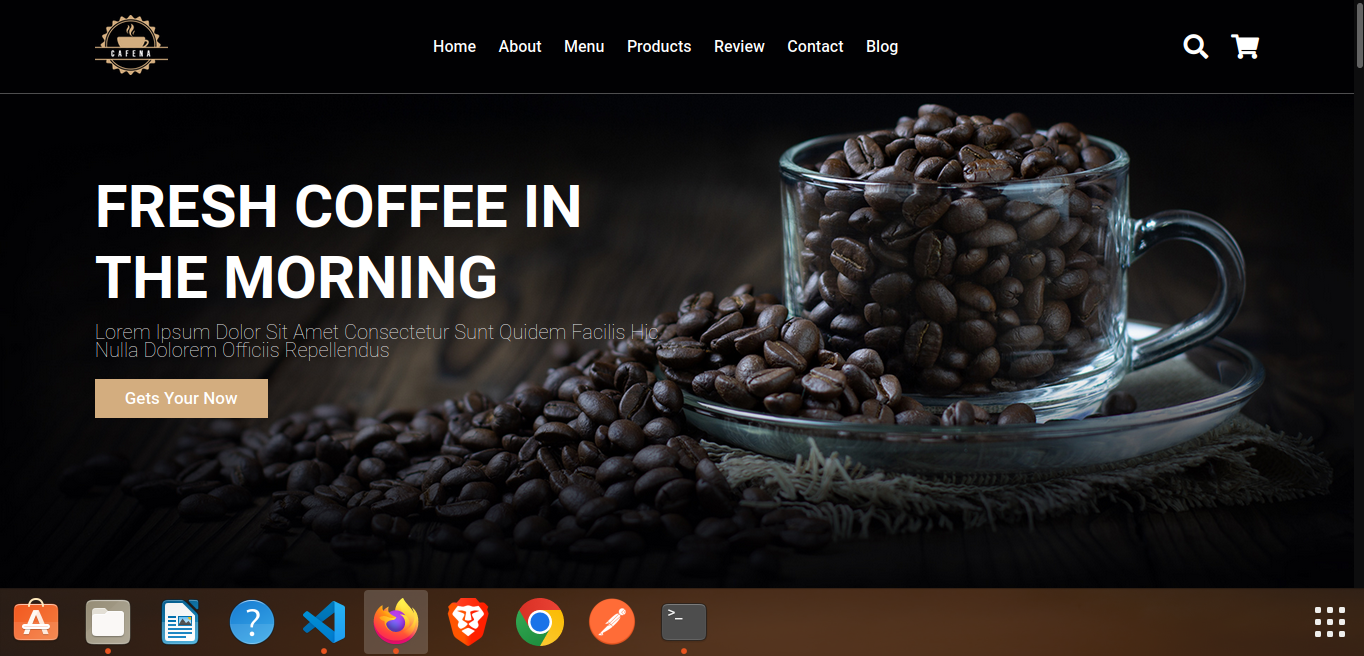 CAFENA
Home About Menu Products Review Contact Blog
FRESH COFFEE IN
THE MORNING
Lorem Ipsum Dolor Sit Amet Consectetur Sunt Quidem Facilis Hic
Nulla Dolorem Officiis Repellendus
Gets Your Now
A
?
>_